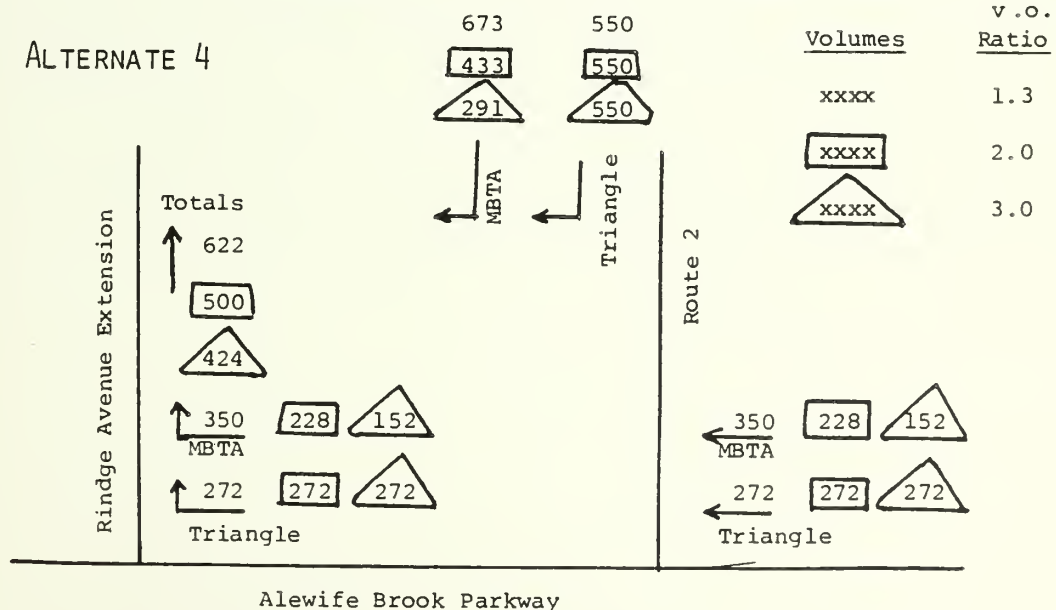 ALTERNATE 4
673 550
433 550
291 550
MBTA
Triangle
Volumes v.o. Ratio
xxxx 1.3
xxxx 2.0
xxxx 3.0
Rindge Avenue Extension
Totals
622
500
424
350 228 152
MBTA
272 272 272
Triangle
Route 2
350 228 152
MBTA
272 272 272
Triangle
Alewife Brook Parkway